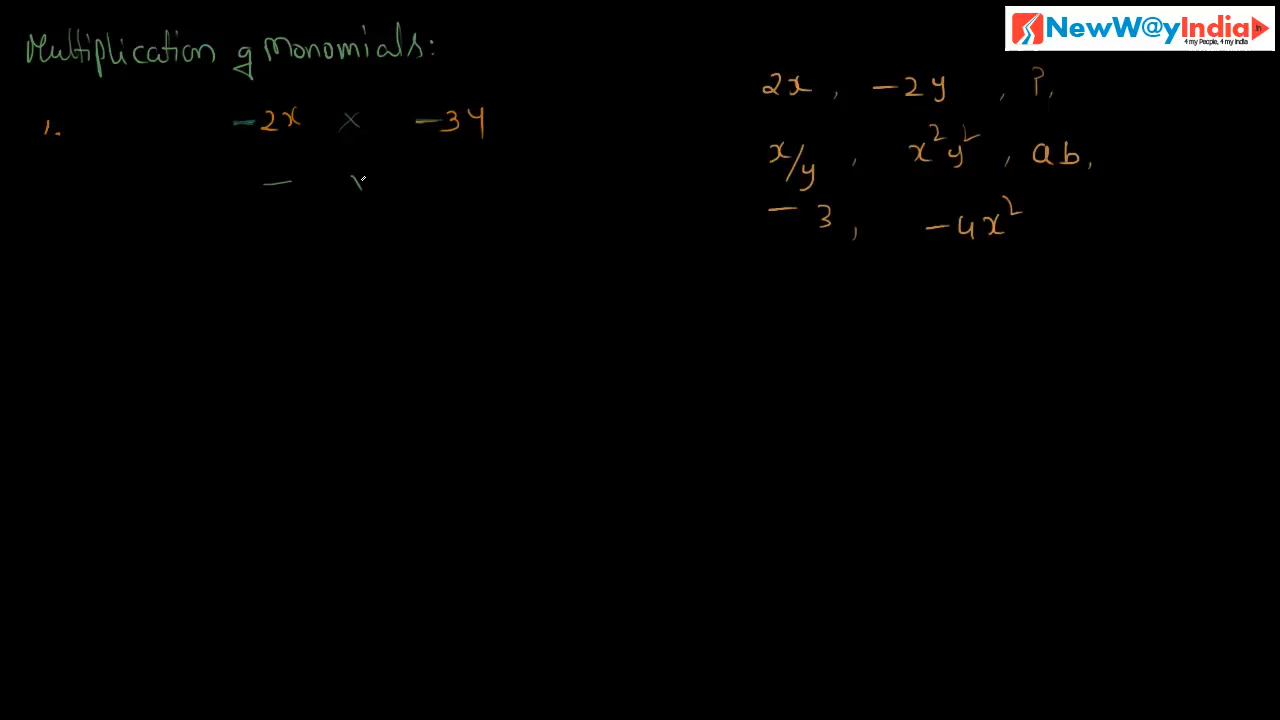 Multiplication of Monomials:
NewW@yIndia.in
4 my People, 4 my India
1. -2x × -3y
-
2x, -2y, P,
x/y, x²y², ab,
-3, -4x²